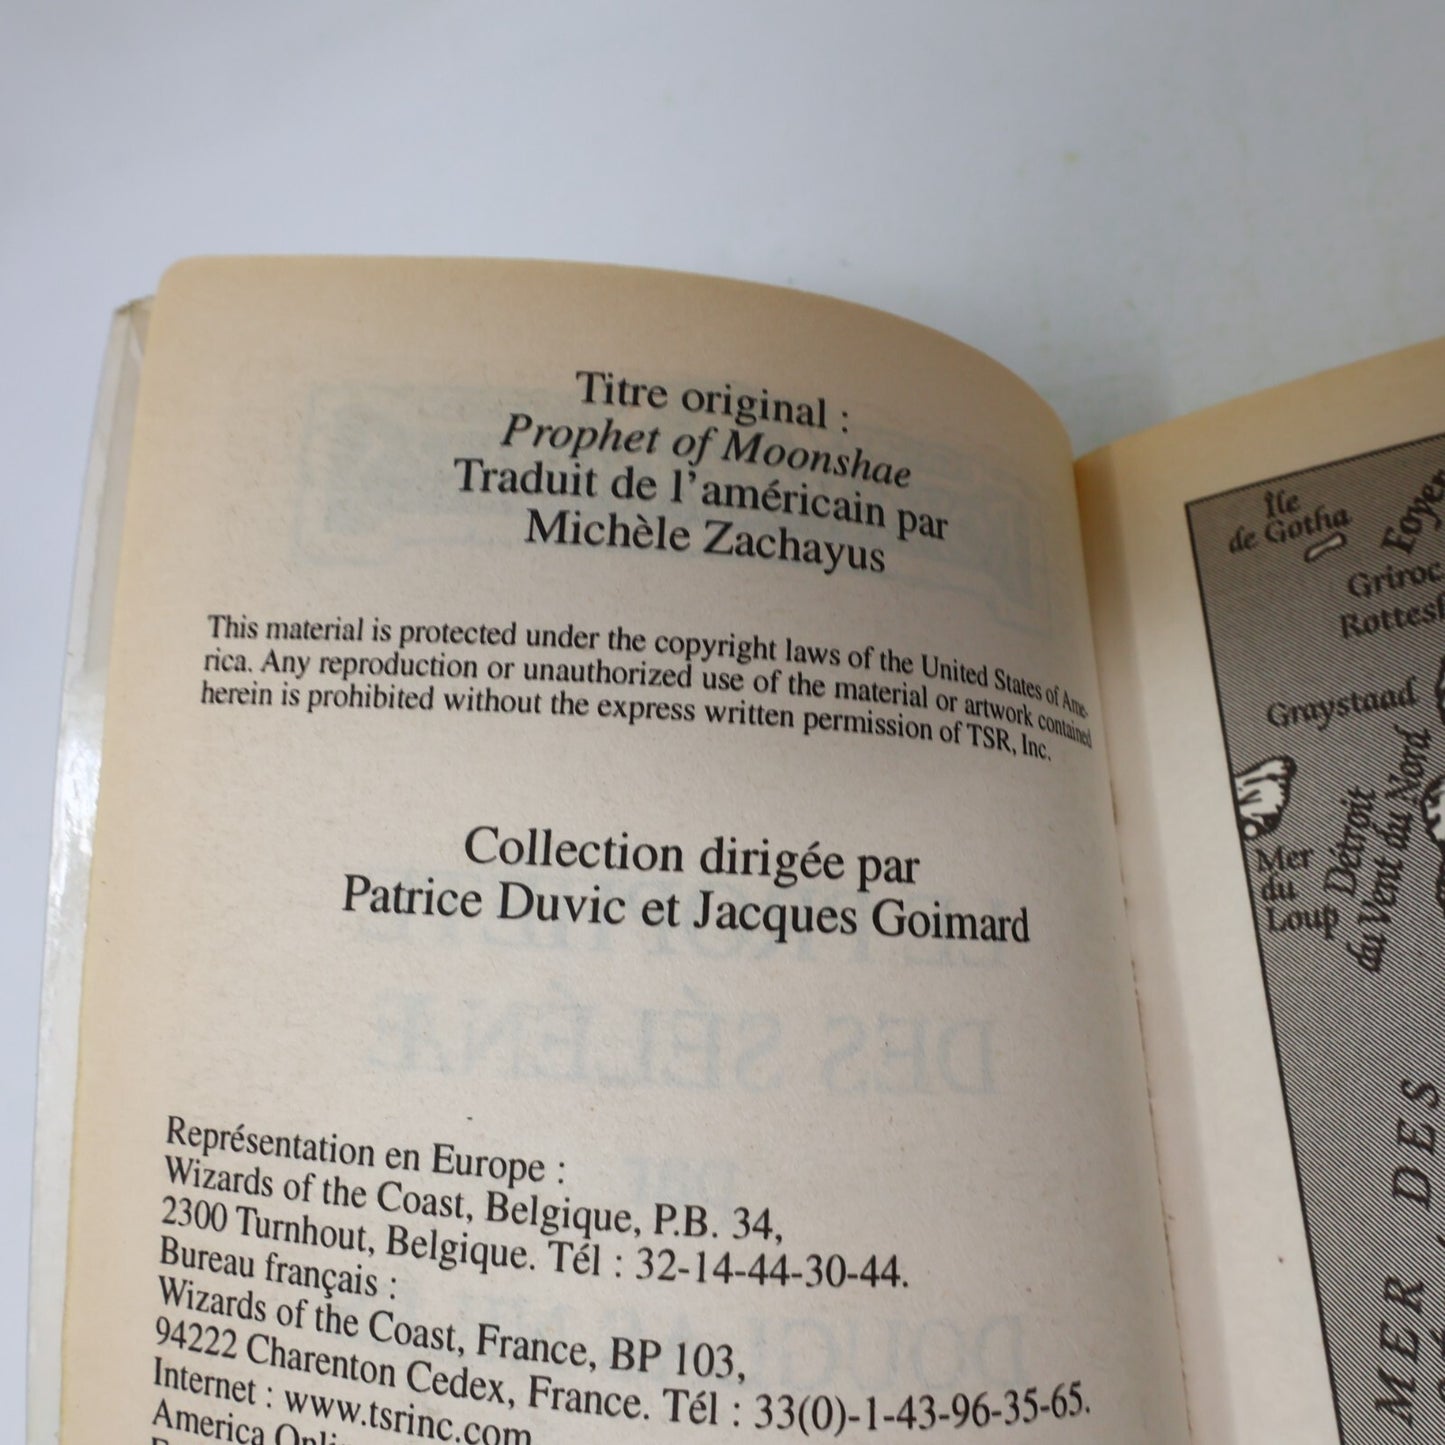 Titre original :
Prophet of Moonshae
Traduit de l'américain par
Michèle Zachayus
This material is protected under the copyright laws of the United States of Ame-
rica. Any reproduction or unauthorized use of the material or artwork contained
herein is prohibited without the express written permission of TSR, Inc.
Collection dirigée par
Patrice Duvic et Jacques Goimard
Représentation en Europe :
Wizards of the Coast, Belgique, P.B. 34,
2300 Turnhout, Belgique. Tél : 32-14-44-30-44.
Bureau français :
Wizards of the Coast, France, BP 103,
94222 Charenton Cedex, France. Tél : 33(0)-1-43-96-35-65.
Internet : www.tsrinc.com
America
Île
de Gotha
Graystaad
Mer
du
Loup
Détroit
du Vent du Nord
MER DES